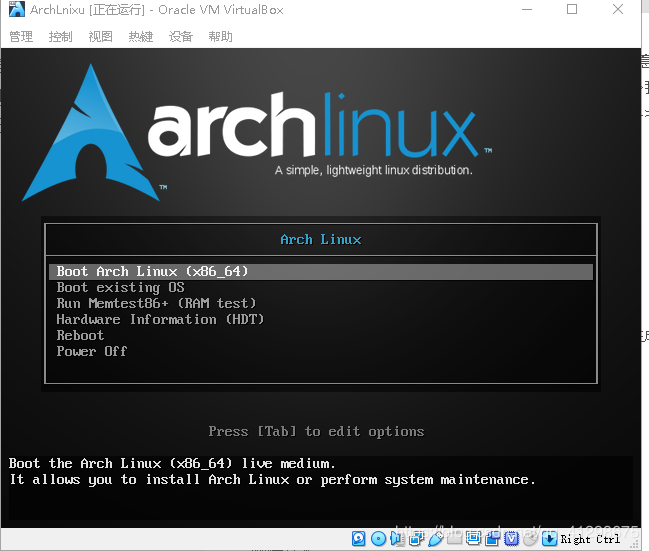 ArchLnixu [正在运行] - Oracle VM VirtualBox
管理 控制 视图 热键 设备 帮助
archlinux™
A simple, lightweight linux distribution.
™
Arch Linux
Boot Arch Linux (x86_64)
Boot existing OS
Run Memtest86+ (RAM test)
Hardware Information (HDT)
Reboot
Power Off
Press [Tab] to edit options
Boot the Arch Linux (x86_64) live medium.
It allows you to install Arch Linux or perform system maintenance.
Right Ctrl